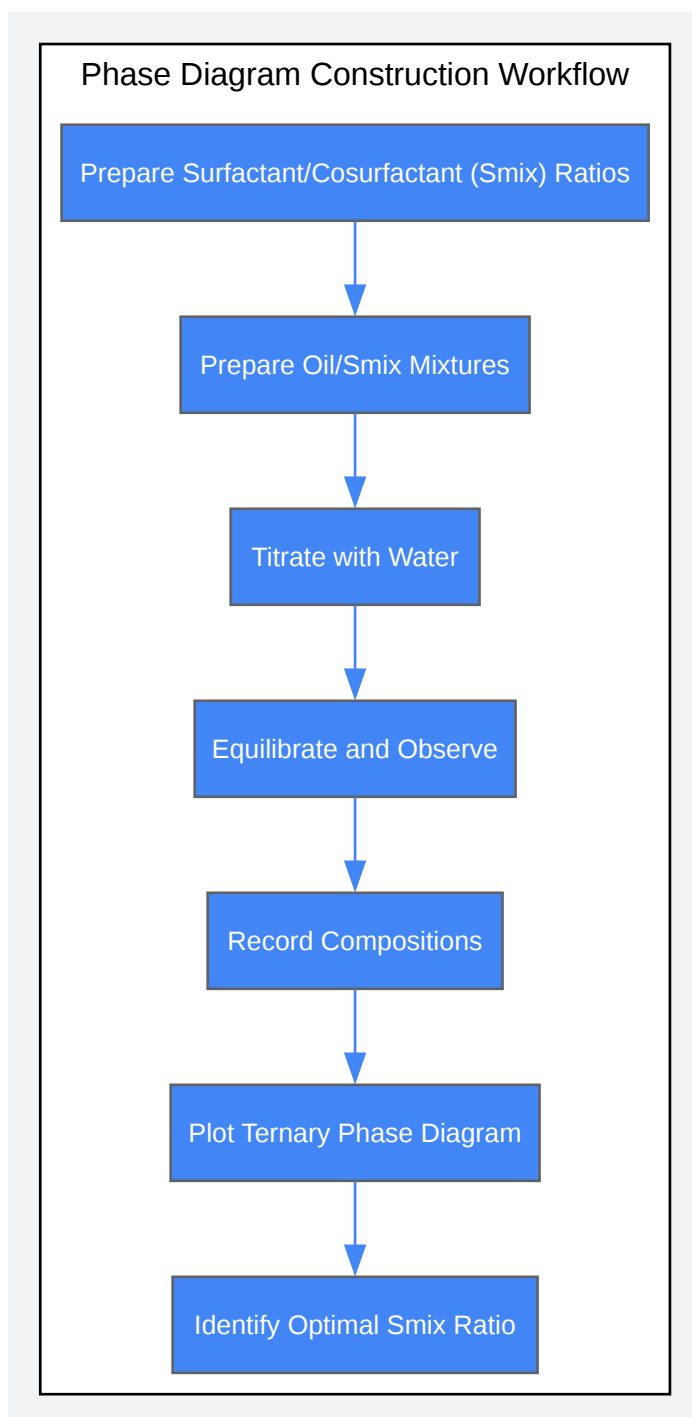 Phase Diagram Construction Workflow
Prepare Surfactant/Cosurfactant (Smix) Ratios
Prepare Oil/Smix Mixtures
Titrate with Water
Equilibrate and Observe
Record Compositions
Plot Ternary Phase Diagram
Identify Optimal Smix Ratio